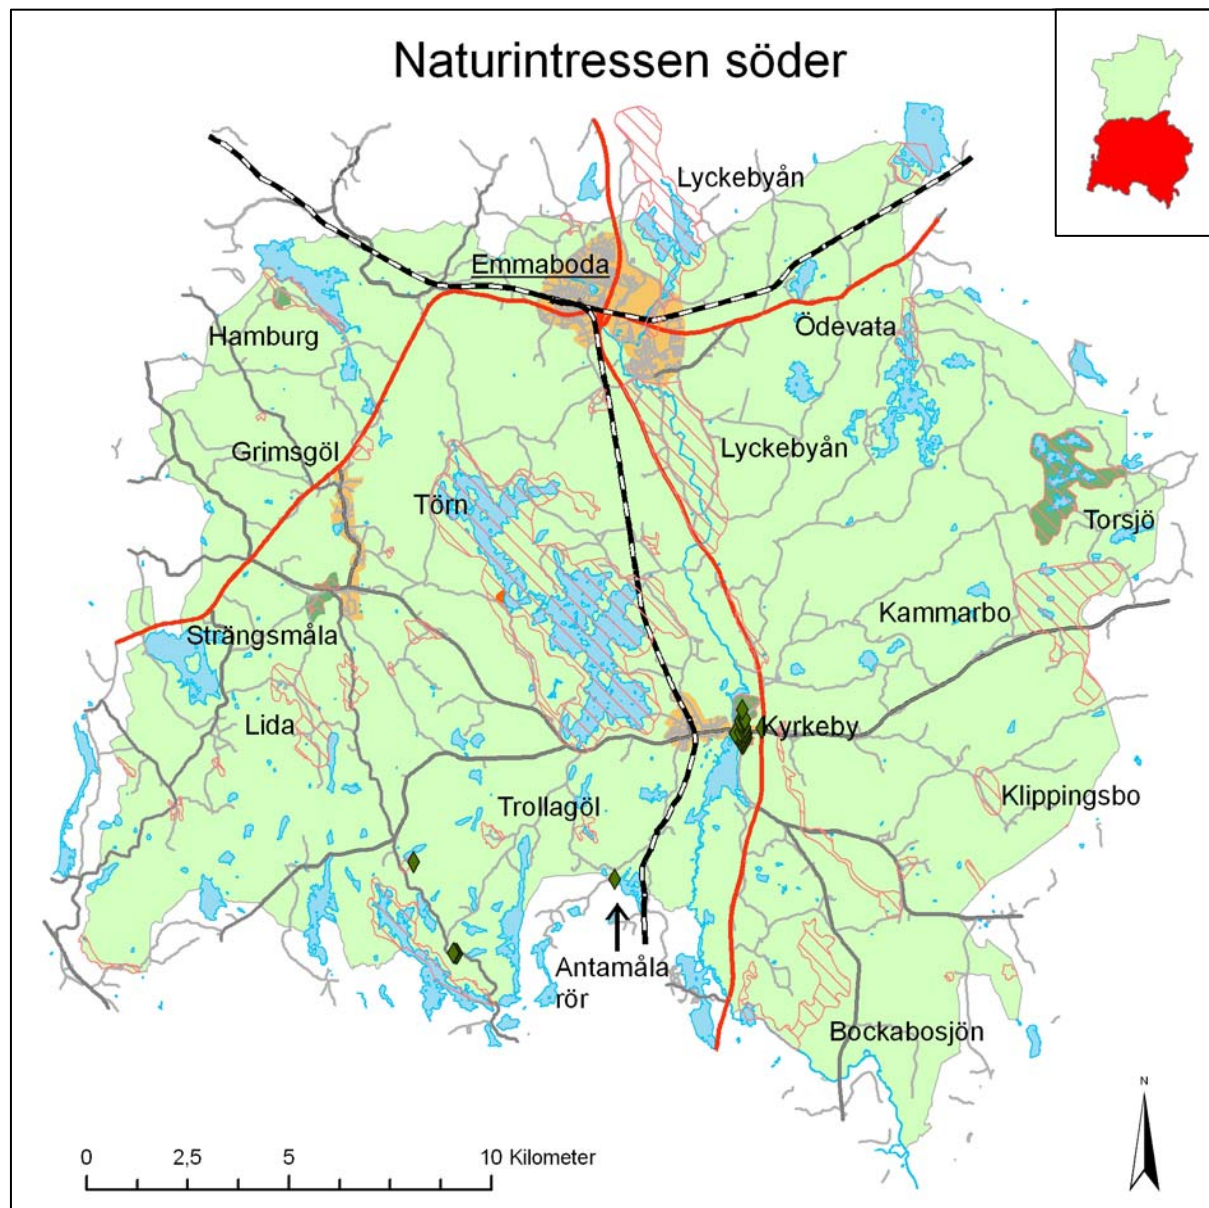 Naturintressen söder
Lyckebyån
Emmaboda
Hamburg
Ödevata
Grimsgöl
Lyckebyån
Törn
Torsjö
Kammarbo
Strängsmåla
Lida
Kyrkeby
Trollagöl
Klippingsbo
Antamåla
rör
Bockabosjön
N
0 2,5 5 10 Kilometer